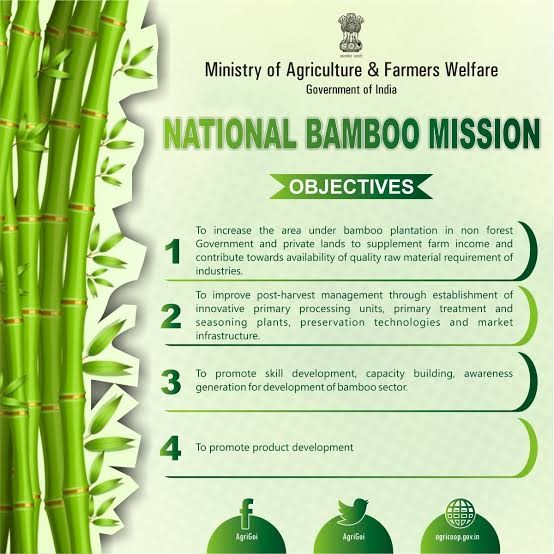 Ministry of Agriculture & Farmers Welfare
Government of India
NATIONAL BAMBOO MISSION
OBJECTIVES
1
To increase the area under bamboo plantation in non forest
Government and private lands to supplement farm income and
contribute towards availability of quality raw material requirement of
industries.
2
To improve post-harvest management through establishment of
innovative primary processing units, primary treatment and
seasoning plants, preservation technologies and market
infrastructure.
3
To promote skill development, capacity building, awareness
generation for development of bamboo sector.
4
To promote product development
f
AgriGoi
AgriGoi
agricoop.gov.in